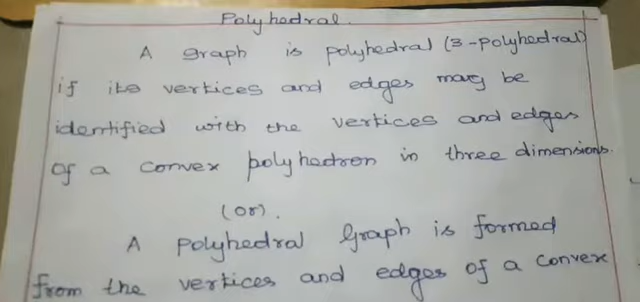 Polyhedral.
A graph is polyhedral (3-polyhedral)
if its vertices and edges may be
identified with the vertices and edges
of a convex polyhedron in three dimensions.
(or).
A polyhedral Graph is formed
from the vertices and edges of a convex